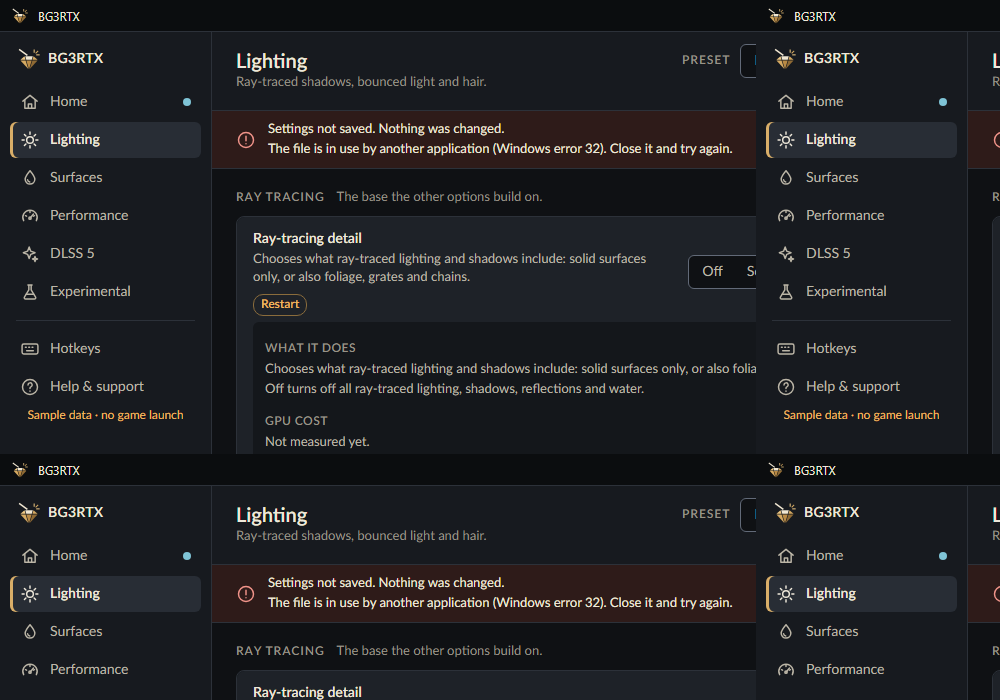 BG3RTX
BG3RTX
Home
Lighting
Surfaces
Performance
DLSS 5
Experimental
Hotkeys
Help & support
Sample data · no game launch
Lighting
PRESET
Ray-traced shadows, bounced light and hair.
Settings not saved. Nothing was changed.
The file is in use by another application (Windows error 32). Close it and try again.
RAY TRACING The base the other options build on.
Ray-tracing detail
Chooses what ray-traced lighting and shadows include: solid surfaces
only, or also foliage, grates and chains.
Off
Restart
WHAT IT DOES
Chooses what ray-traced lighting and shadows include: solid surfaces only, or also
Off turns off all ray-traced lighting, shadows, reflections and water.
GPU COST
Not measured yet.
BG3RTX
BG3RTX
Home
Lighting
Surfaces
Performance
DLSS 5
Experimental
Hotkeys
Help & support
Sample data · no game launch
BG3RTX
BG3RTX
Home
Lighting
Surfaces
Performance
Lighting
PRESET
Ray-traced shadows, bounced light and hair.
Settings not saved. Nothing was changed.
The file is in use by another application (Windows error 32). Close it and try again.
RAY TRACING The base the other options build on.
Ray-tracing detail
BG3RTX
BG3RTX
Home
Lighting
Surfaces
Performance